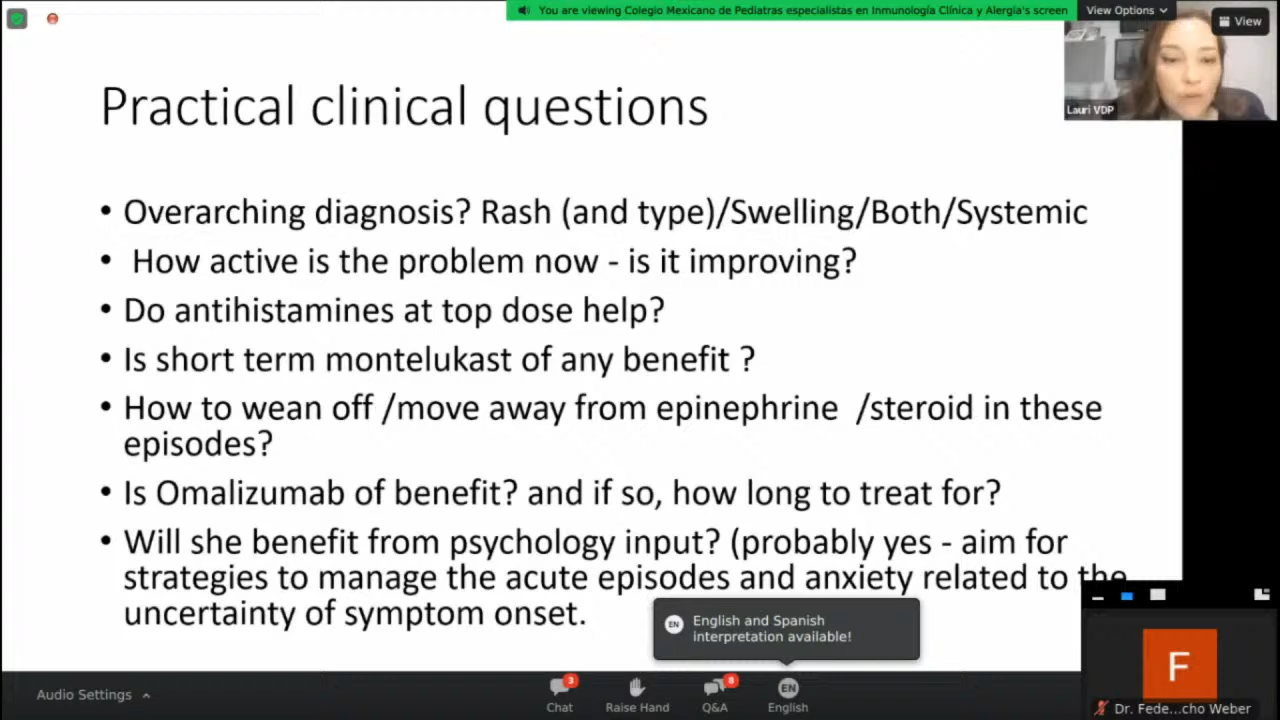 You are viewing Colegio Mexicano de Pediatras especialistas en Inmunología Clínica y Alergia's screen
View Options
View
Lauri VDP
Practical clinical questions
• Overarching diagnosis? Rash (and type)/Swelling/Both/Systemic
• How active is the problem now - is it improving?
• Do antihistamines at top dose help?
• Is short term montelukast of any benefit ?
• How to wean off /move away from epinephrine /steroid in these
episodes?
• Is Omalizumab of benefit? and if so, how long to treat for?
• Will she benefit from psychology input? (probably yes - aim for
strategies to manage the acute episodes and anxiety related to the
uncertainty of symptom onset.
EN
English and Spanish
interpretation available!
F
Audio Settings
3
Chat
Raise Hand
8
Q&A
EN
English
Dr. Fede...cho Weber